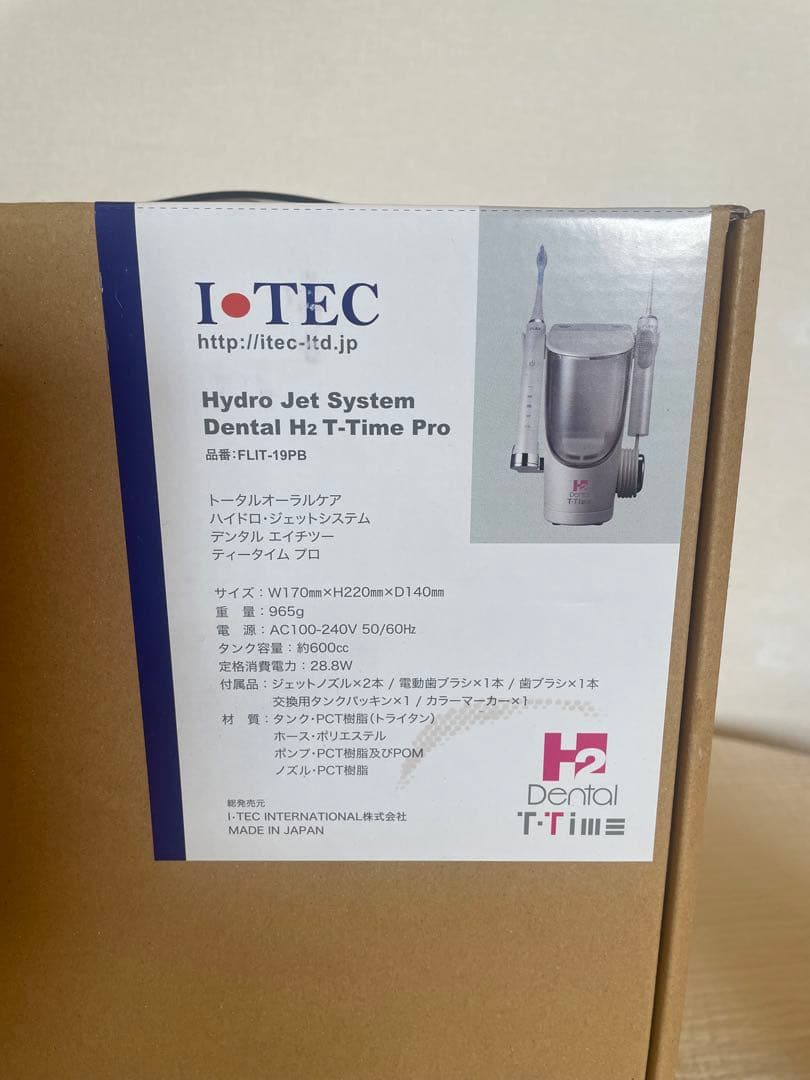 I•TEC
http://itec-ltd.jp
Hydro Jet System
Dental H2 T-Time Pro
品番:FLIT-19PB
トータルオーラルケア
ハイドロ・ジェットシステム
デンタル エイチツー
ティータイム プロ
サイズ：W170㎜×H220㎜×D140㎜
重　量：965g
電　源：AC100-240V 50/60Hz
タンク容量：約600cc
定格消費電力：28.8W
付属品：ジェットノズル×2本 / 電動歯ブラシ×1本 / 歯ブラシ×1本
交換用タンクパッキン×1 / カラーマーカー×1
材　質：タンク・PCT樹脂（トライタン）
ホース・ポリエステル
ポンプ・PCT樹脂及びPOM
ノズル・PCT樹脂
総発売元
I・TEC INTERNATIONAL株式会社
MADE IN JAPAN
H2
Dental
T・Time
H2
Dental
T・Time